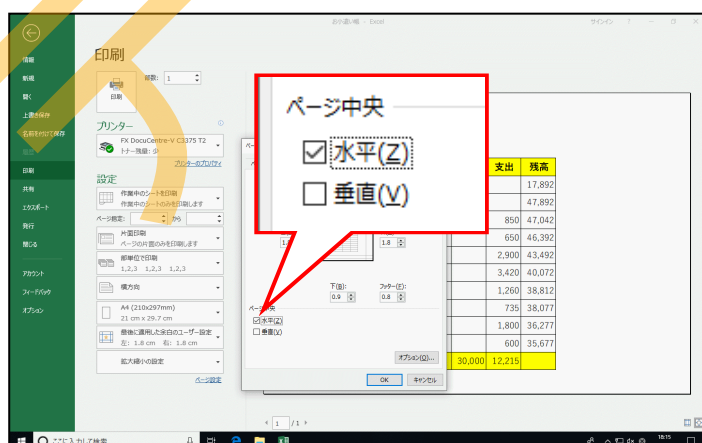 おこづかい帳 - Excel
サインイン ? − □ ×
情報
新規
開く
上書き保存
名前を付けて保存
印刷
共有
エクスポート
発行
閉じる
アカウント
フィードバック
オプション
印刷
部数: 1
印刷
プリンター
FX DocuCentre-V C3375 T2
トナー残量: 少
プリンターのプロパティ
設定
作業中のシートを印刷
作業中のシートのみを印刷します
ページ指定: から
片面印刷
ページの片面のみを印刷します
部単位で印刷
1,2,3 1,2,3 1,2,3
横方向
A4 (210x297mm)
21 cm x 29.7 cm
最後に適用した余白のユーザー設定
左: 1.8 cm 右: 1.8 cm
拡大縮小の設定
ページ設定
ページ中央
水平(Z)
垂直(V)
1.8
1.8
下(B):
フッター(F):
0.9
0.8
ページ中央
水平(Z)
垂直(V)
オプション(O)...
OK
キャンセル
支出 残高
17,892
47,892
850 47,042
650 46,392
2,900 43,492
3,420 40,072
1,260 38,812
735 38,077
1,800 36,277
600 35,677
30,000 12,215
1 /1
ここに入力して検索
18:15